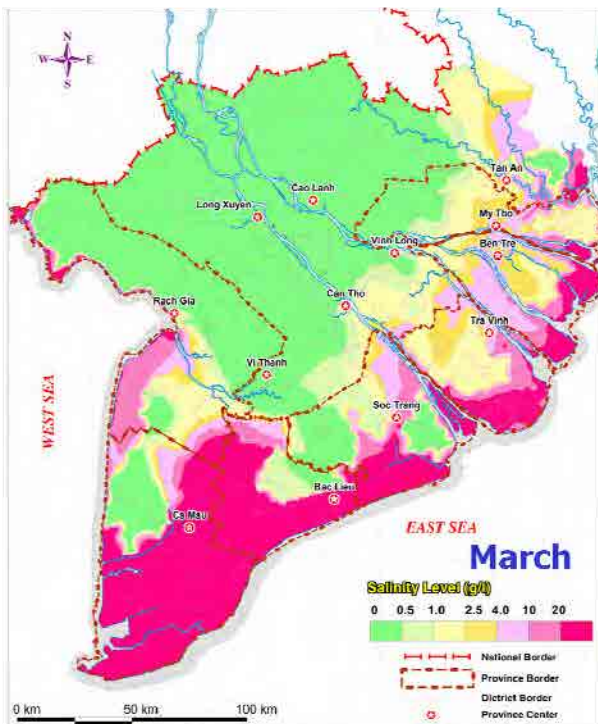 N
W E
S
Tan An
Cao Lanh
Long Xuyen
My Tho
Vinh Long
Ben Tre
Can Tho
Rach Gia
Tra Vinh
Vi Thanh
WEST SEA
Soc Trang
Bac Lieu
Ca Mau
EAST SEA
March
Salinity Level (g/l)
0 0.5 1.0 2.5 4.0 10 20
National Border
Province Border
District Border
Province Center
0 km 50 km 100 km